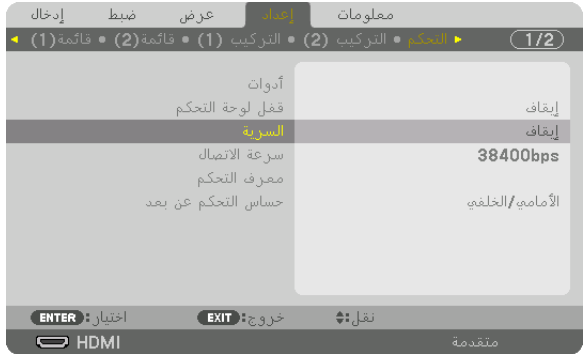 إدخال ضبط عرض إعداد معلومات
◄ قائمة(1) ● قائمة(2) ● التركيب (1) ● التركيب (2) ● التحكم ► (1/2)
أدوات
قفل لوحة التحكم إيقاف
السرية إيقاف
سرعة الاتصال 38400bps
معرف التحكم
حساس التحكم عن بعد الأمامي/الخلفي
ENTER :اختيار EXIT :خروج نقل:
HDMI متقدمة